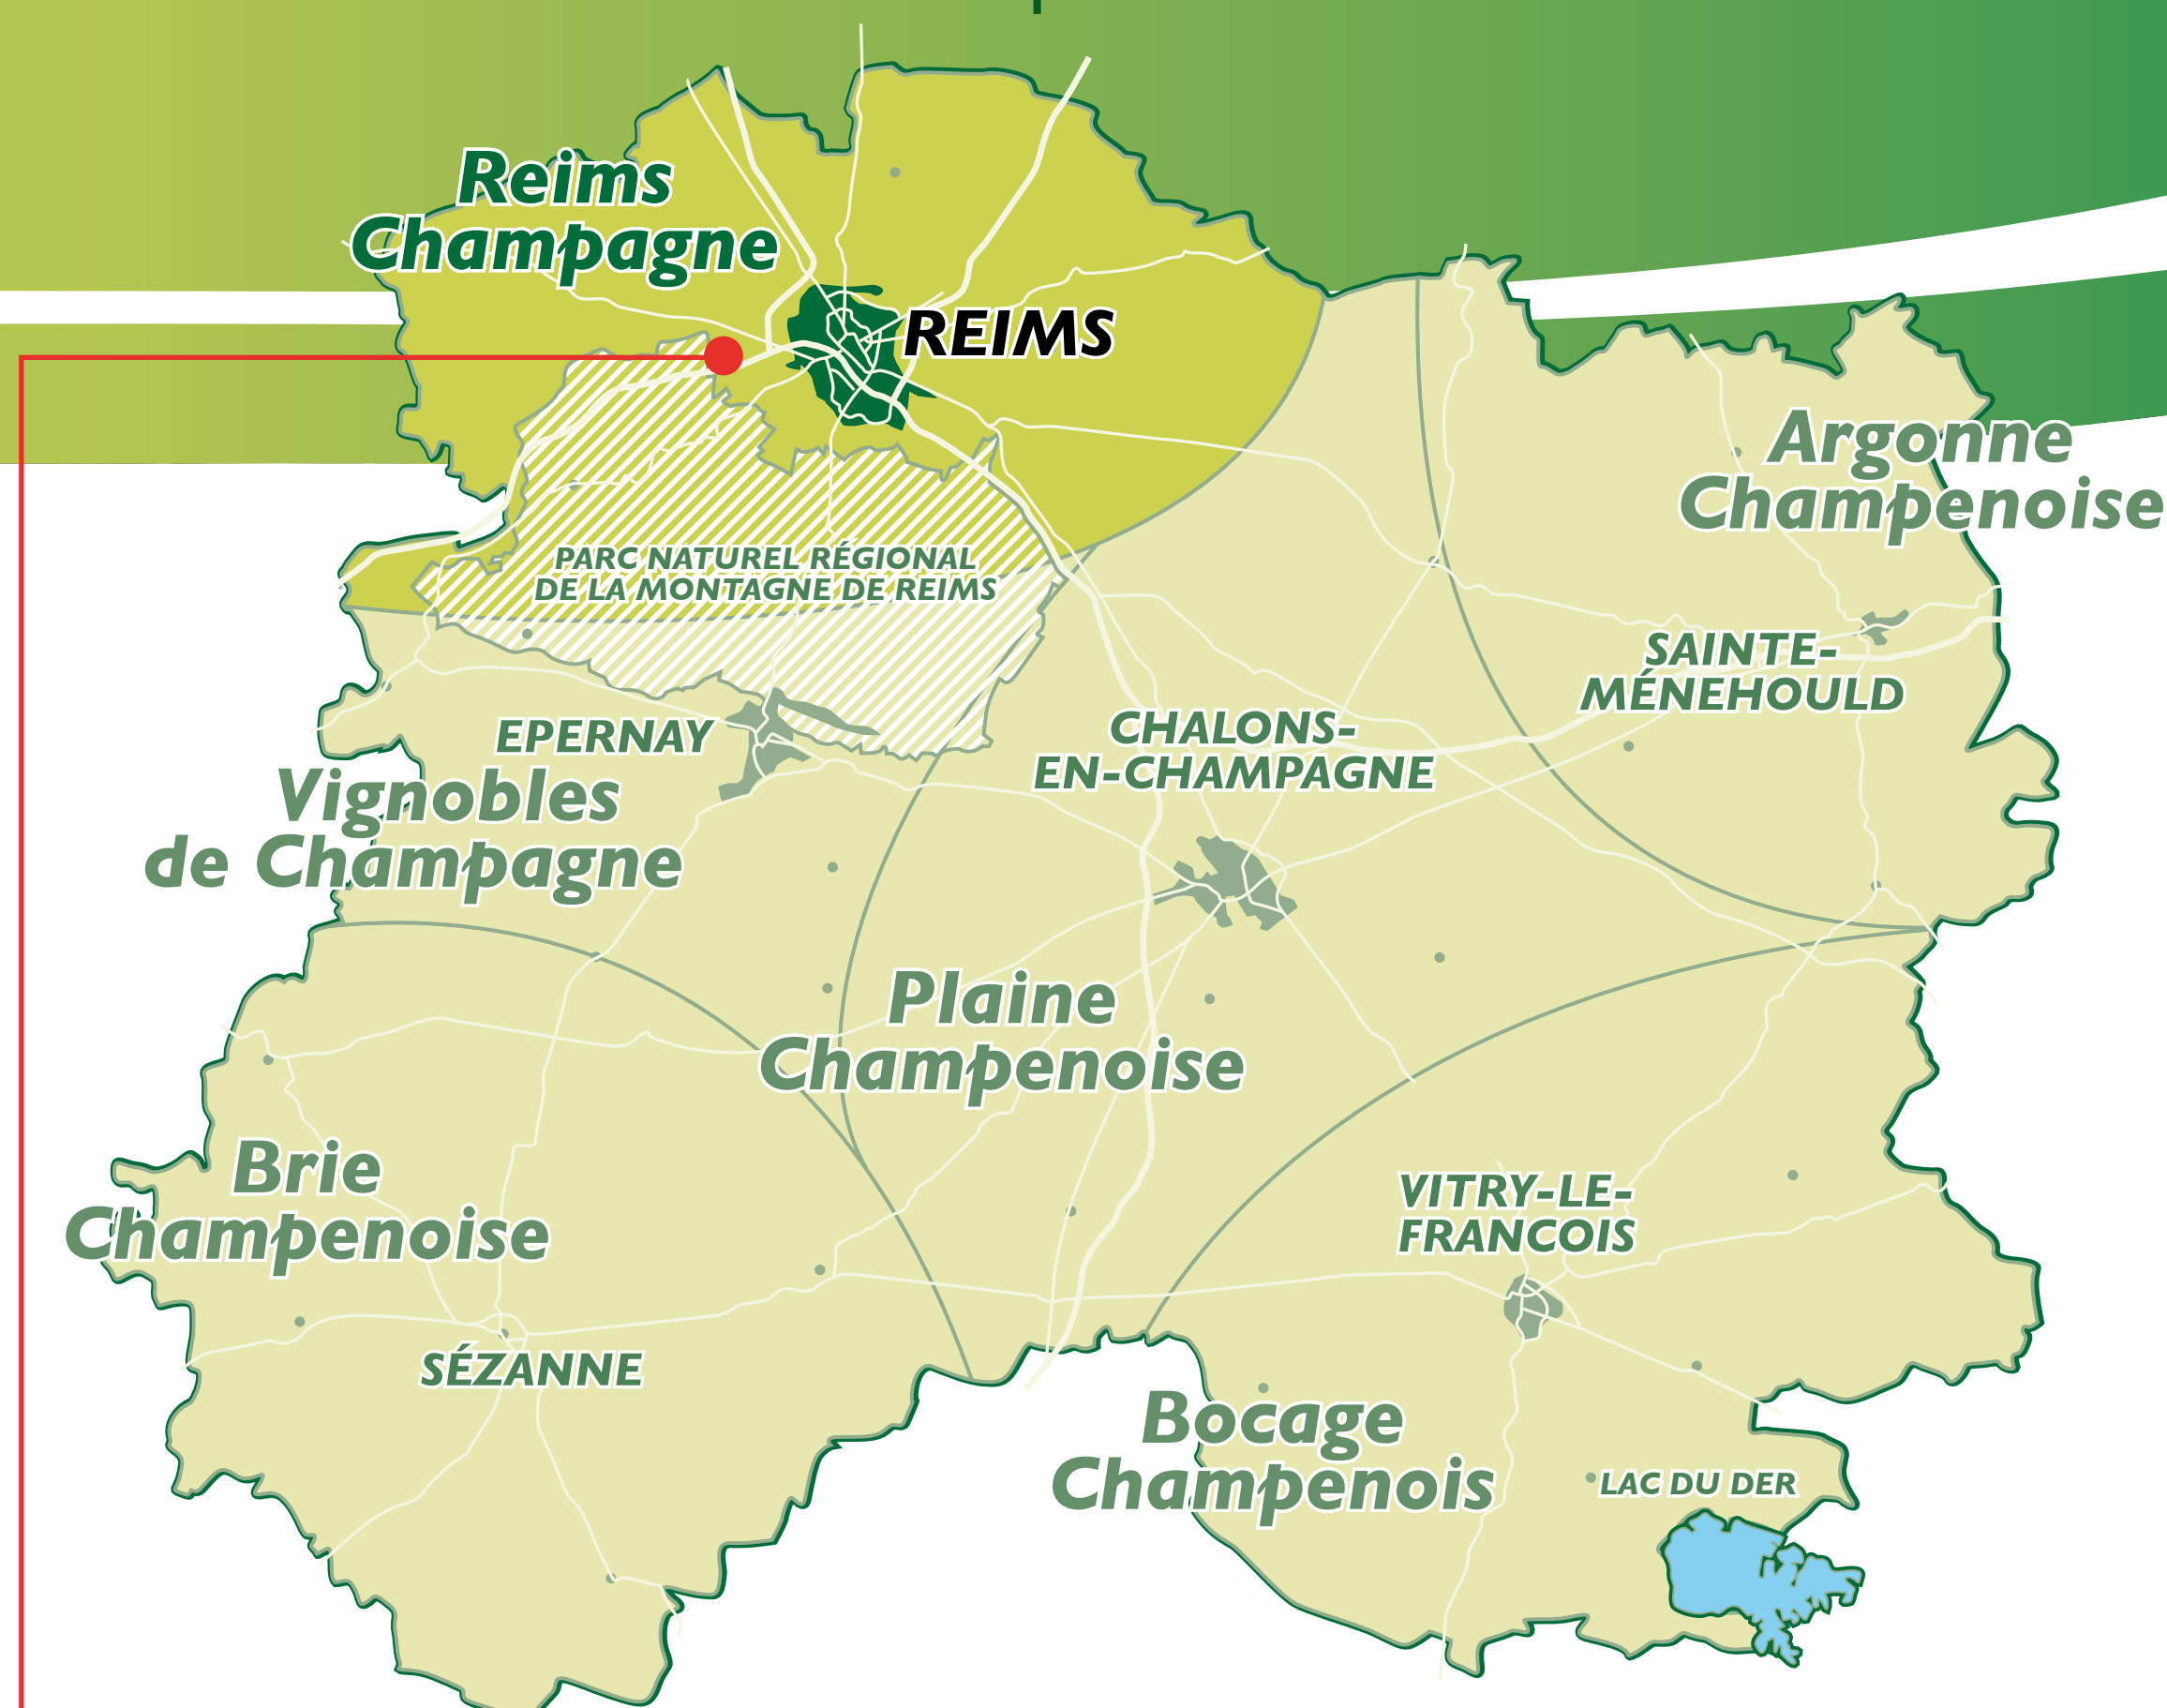 Reims
Champagne
REIMS
Argonne
Champenoise
PARC NATUREL RÉGIONAL
DE LA MONTAGNE DE REIMS
SAINTE-
MÉNEHOULD
EPERNAY
CHALONS-
EN-CHAMPAGNE
Vignobles
de Champagne
Plaine
Champenoise
Brie
Champenoise
VITRY-LE-
FRANCOIS
SÉZANNE
Bocage
Champenois
LAC DU DER